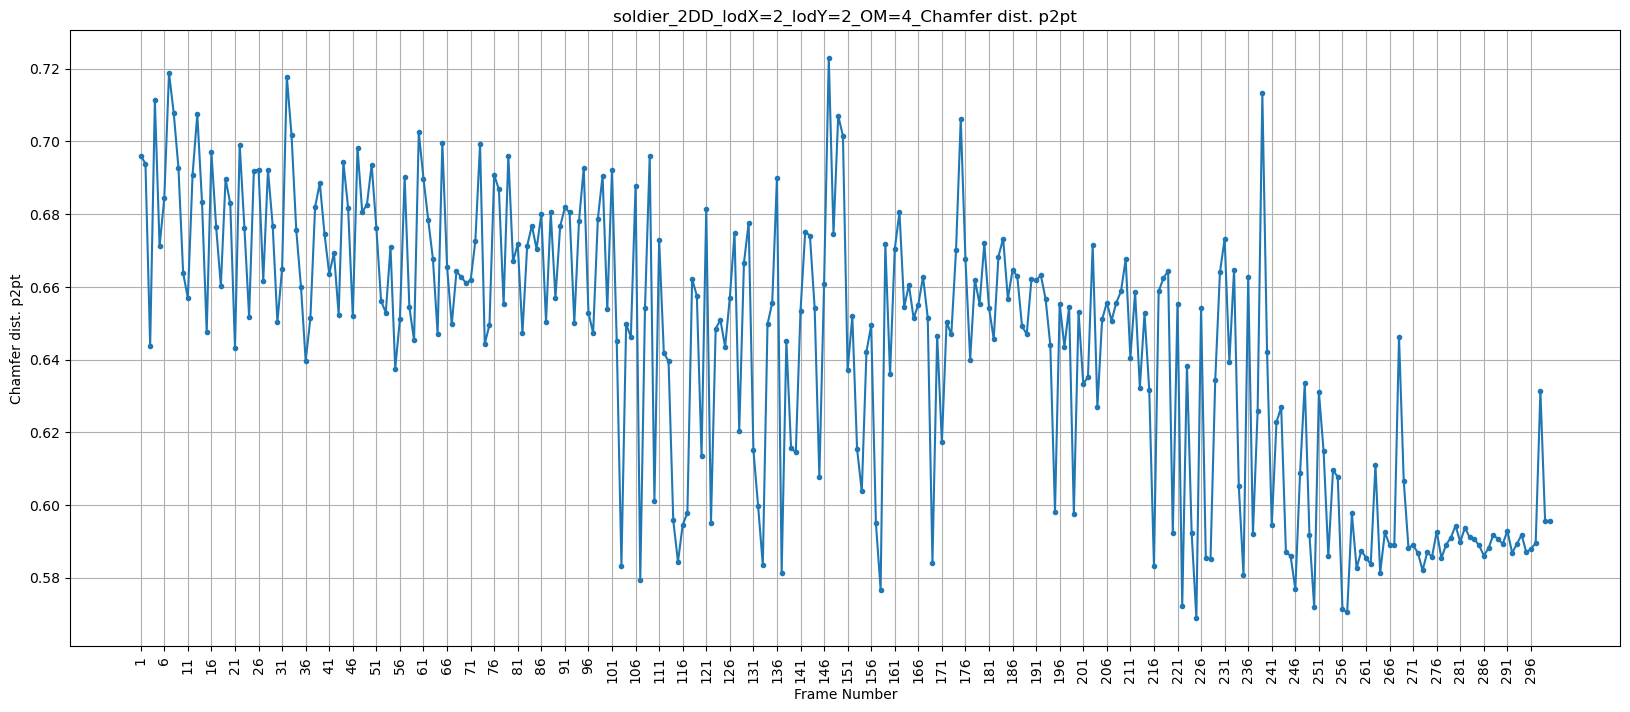 soldier_2DD_lodX=2_lodY=2_OM=4_Chamfer dist. p2pt
Chamfer dist. p2pt
0.72
0.70
0.68
0.66
0.64
0.62
0.60
0.58
1 6 11 16 21 26 31 36 41 46 51 56 61 66 71 76 81 86 91 96 101 106 111 116 121 126 131 136 141 146 151 156 161 166 171 176 181 186 191 196 201 206 211 216 221 226 231 236 241 246 251 256 261 266 271 276 281 286 291 296
Frame Number